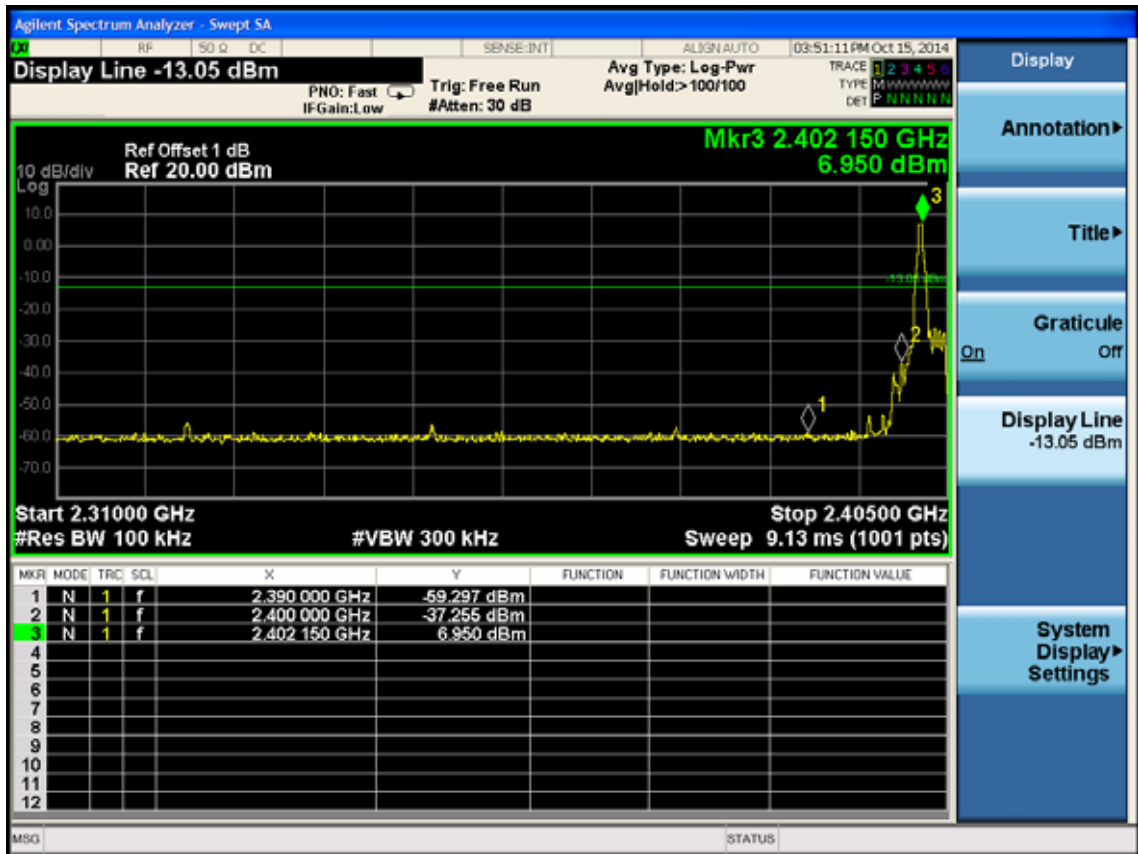 Agilent Spectrum Analyzer - Swept SA
RF 50 Ω DC SENSE:INT ALIGN AUTO 03:51:11 PM Oct 15, 2014
Display Line -13.05 dBm
PNO: Fast
IFGain:Low
Trig: Free Run
#Atten: 30 dB
Avg Type: Log-Pwr
Avg|Hold:>100/100
TRACE 1 2 3 4 5 6
TYPE M WWWWW
DET P N N N N N
Mkr3 2.402 150 GHz
6.950 dBm
Ref Offset 1 dB
10 dB/div Ref 20.00 dBm
Log
10.0
0.00
-10.0
-20.0
-30.0
-40.0
-50.0
-60.0
-70.0
3
-13.05 dBm
2
1
Start 2.31000 GHz Stop 2.40500 GHz
#Res BW 100 kHz #VBW 300 kHz Sweep 9.13 ms (1001 pts)
MKR MODE TRC SCL X Y FUNCTION FUNCTION WIDTH FUNCTION VALUE
1 N 1 f 2.390 000 GHz -59.297 dBm
2 N 1 f 2.400 000 GHz -37.255 dBm
3 N 1 f 2.402 150 GHz 6.950 dBm
4
5
6
7
8
9
10
11
12
MSG STATUS
Display
Annotation
Title
Graticule
On Off
Display Line
-13.05 dBm
System
Display
Settings